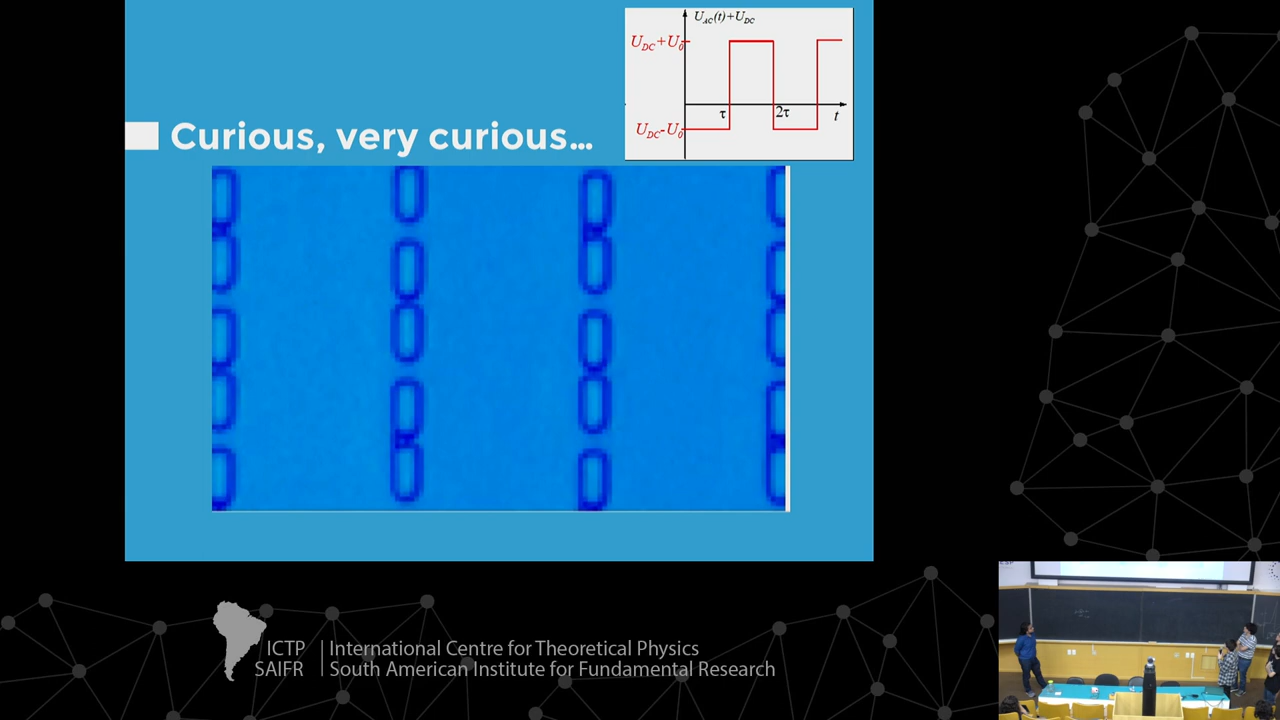 U_AC(t)+U_DC
U_DC+U_0
τ
2τ
t
U_DC-U_0
Curious, very curious...
ICTP
SAIFR
International Centre for Theoretical Physics
South American Institute for Fundamental Research